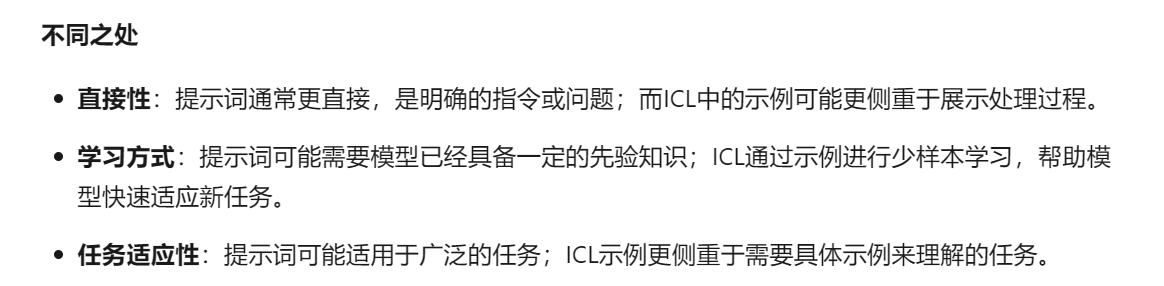 不同之处
• 直接性：提示词通常更直接，是明确的指令或问题；而ICL中的示例可能更侧重于展示处理过程。
• 学习方式：提示词可能需要模型已经具备一定的先验知识；ICL通过示例进行少样本学习，帮助模
型快速适应新任务。
• 任务适应性：提示词可能适用于广泛的任务；ICL示例更侧重于需要具体示例来理解的任务。